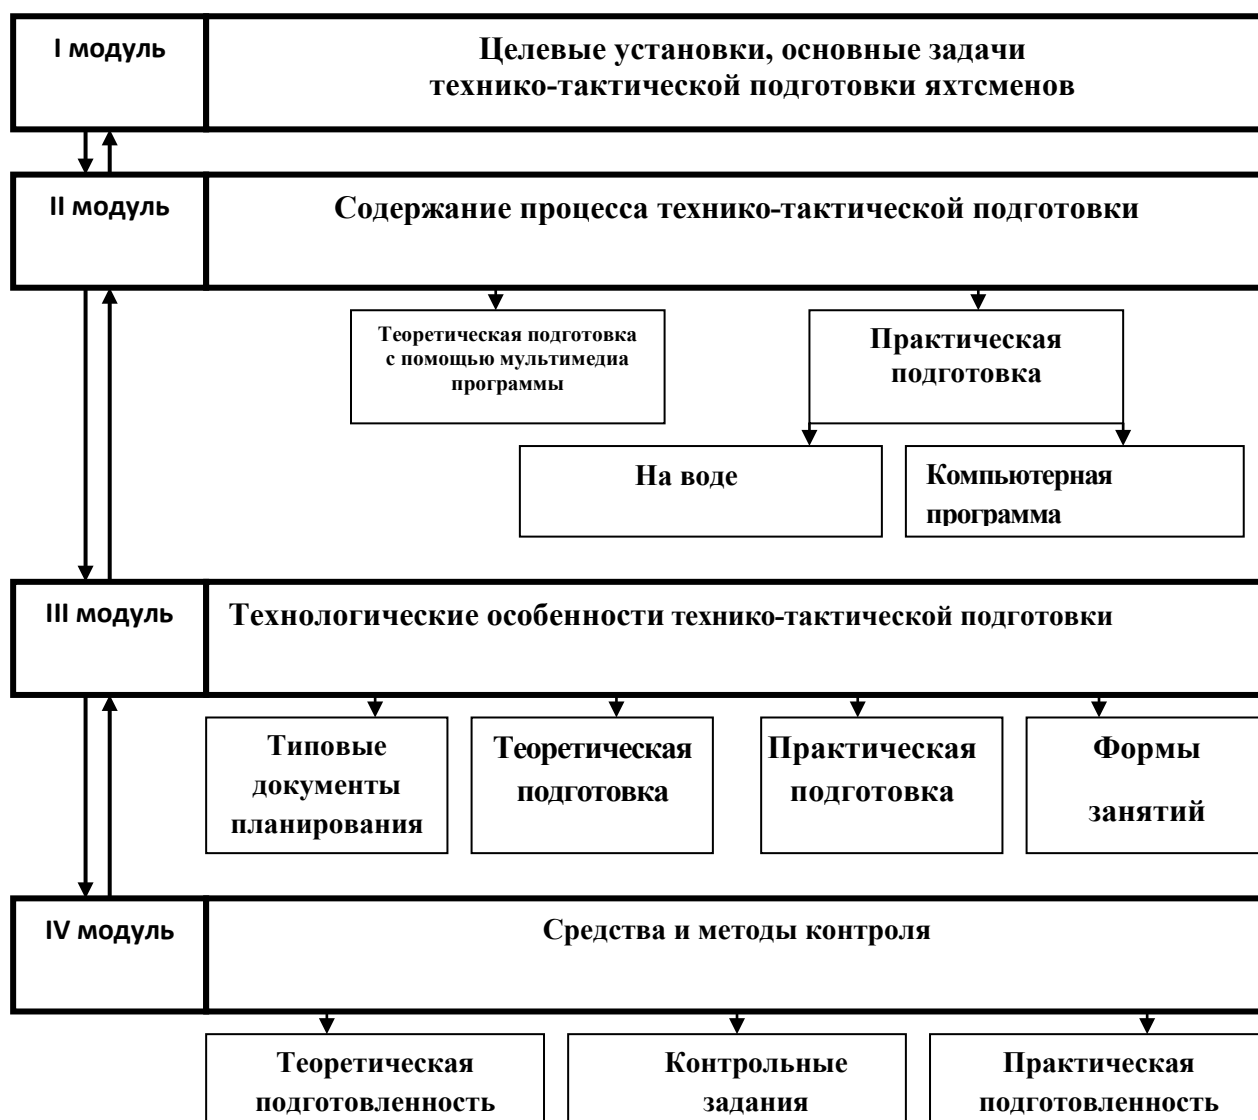 I модуль
Целевые установки, основные задачи
технико-тактической подготовки яхтсменов
II модуль
Содержание процесса технико-тактической подготовки
Теоретическая подготовка
с помощью мультимедиа
программы
Практическая
подготовка
На воде
Компьютерная
программа
III модуль
Технологические особенности технико-тактической подготовки
Типовые
документы
планирования
Теоретическая
подготовка
Практическая
подготовка
Формы
занятий
IV модуль
Средства и методы контроля
Теоретическая
подготовленность
Контрольные
задания
Практическая
подготовленность